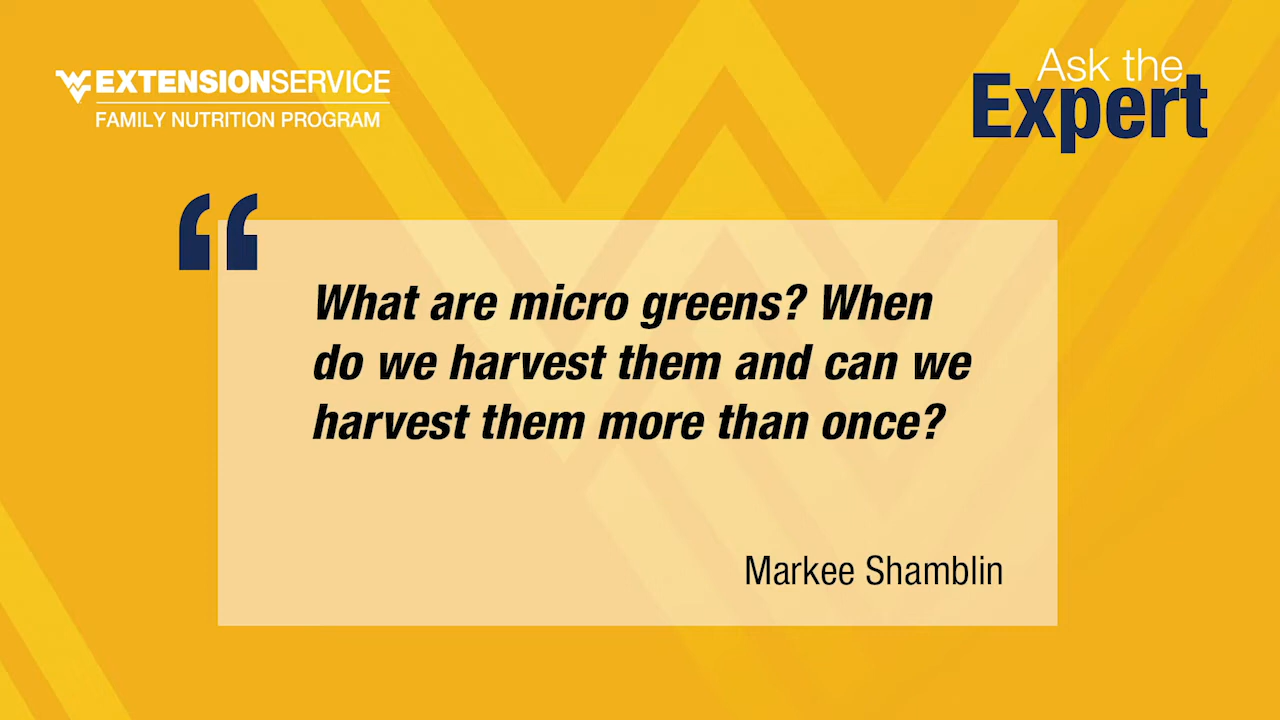 EXTENSIONSERVICE
FAMILY NUTRITION PROGRAM
Ask the
Expert
“
What are micro greens? When
do we harvest them and can we
harvest them more than once?
Markee Shamblin